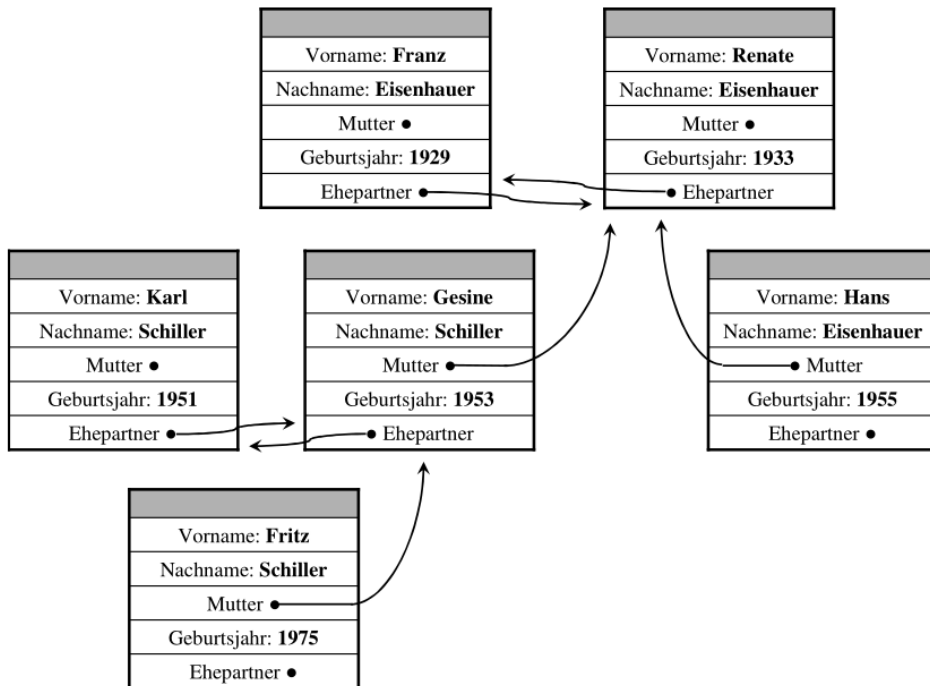 Vorname: Franz
Nachname: Eisenhauer
Mutter
Geburtsjahr: 1929
Ehepartner
Vorname: Renate
Nachname: Eisenhauer
Mutter
Geburtsjahr: 1933
Ehepartner
Vorname: Karl
Nachname: Schiller
Mutter
Geburtsjahr: 1951
Ehepartner
Vorname: Gesine
Nachname: Schiller
Mutter
Geburtsjahr: 1953
Ehepartner
Vorname: Hans
Nachname: Eisenhauer
Mutter
Geburtsjahr: 1955
Ehepartner
Vorname: Fritz
Nachname: Schiller
Mutter
Geburtsjahr: 1975
Ehepartner